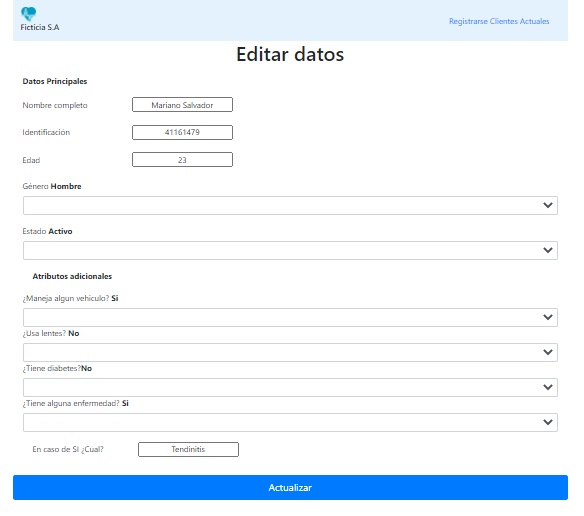 Ficticia S.A
Registrarse Clientes Actuales
Editar datos
Datos Principales
Nombre completo Mariano Salvador
Identificación 41161479
Edad 23
Género Hombre
Estado Activo
Atributos adicionales
¿Maneja algun vehiculo? Si
¿Usa lentes? No
¿Tiene diabetes?No
¿Tiene alguna enfermedad? Si
En caso de SI ¿Cual? Tendinitis
Actualizar